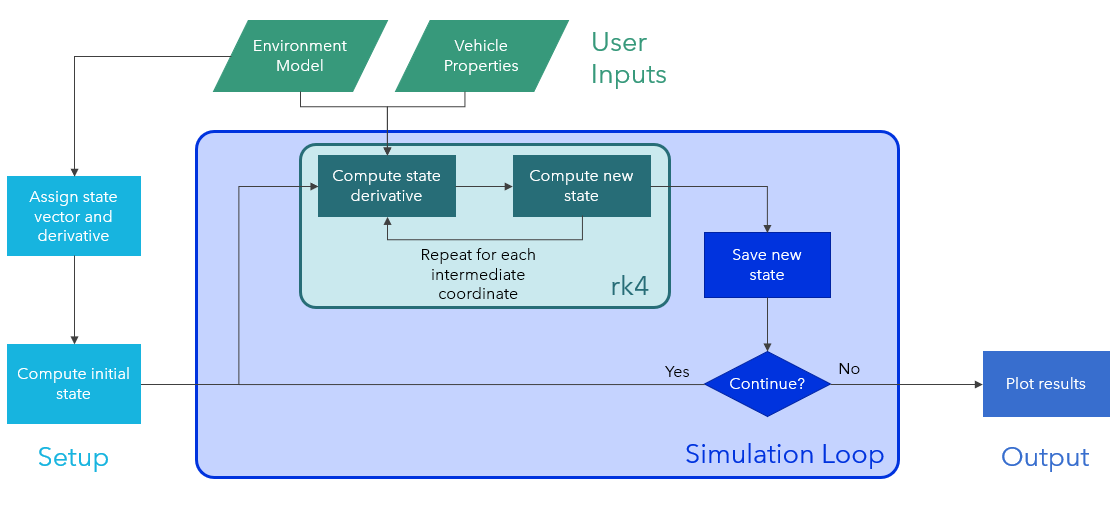 Environment
Model
Vehicle
Properties
User
Inputs
Assign state
vector and
derivative
Compute state
derivative
Compute new
state
Repeat for each
intermediate
coordinate
rk4
Save new
state
Compute initial
state
Yes
Continue?
No
Plot results
Setup
Simulation Loop
Output